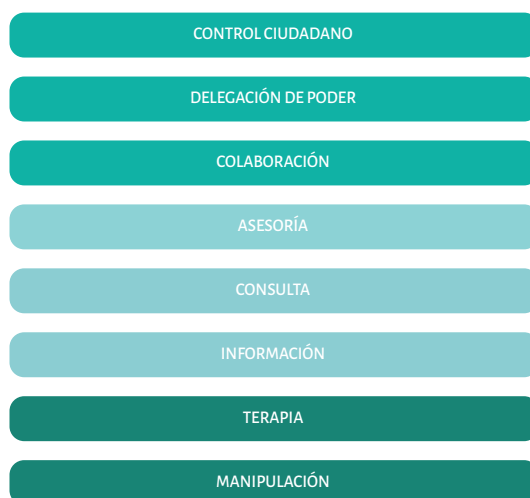 CONTROL CIUDADANO
DELEGACIÓN DE PODER
COLABORACIÓN
ASESORÍA
CONSULTA
INFORMACIÓN
TERAPIA
MANIPULACIÓN